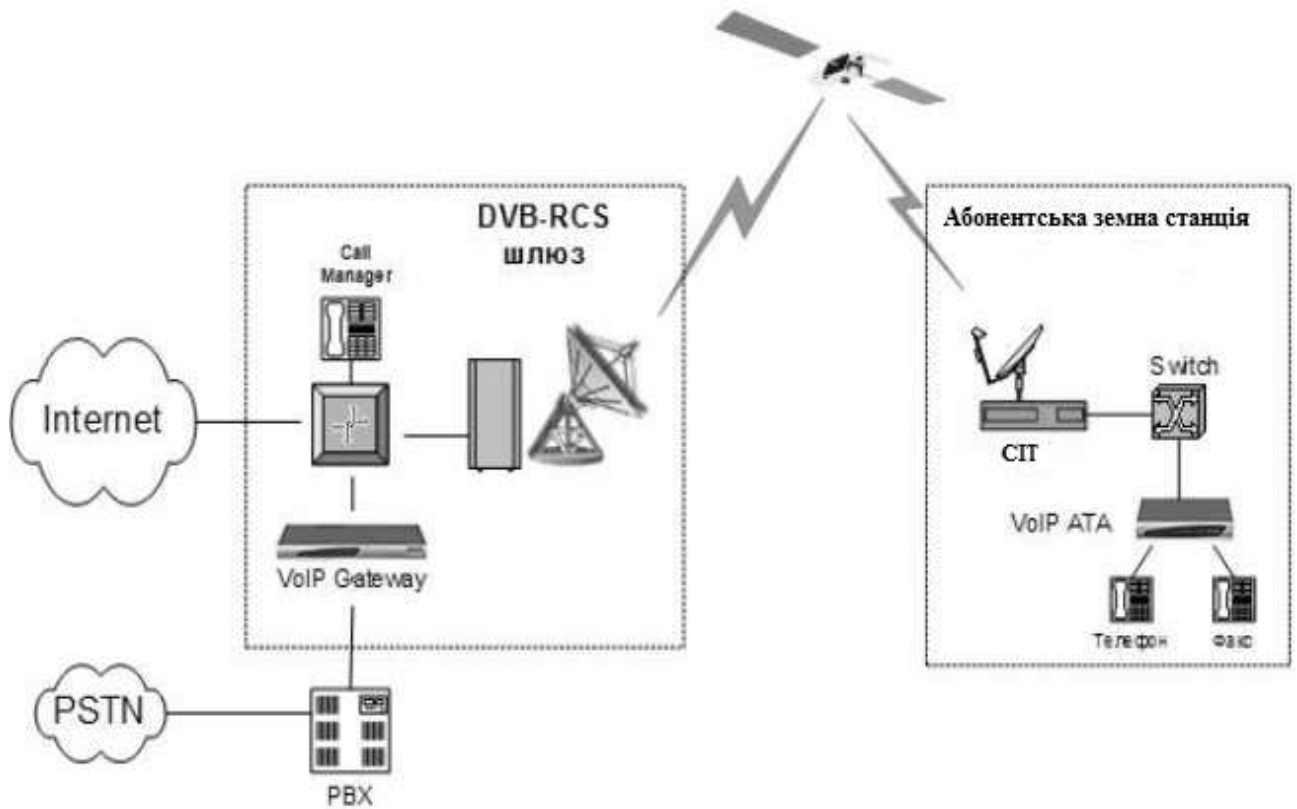 DVB-RCS
шлюз
Call
Manager
Internet
VoIP Gateway
PSTN
PBX
Абонентська земна станція
Switch
СІТ
VoIP ATA
Телефон
Факс